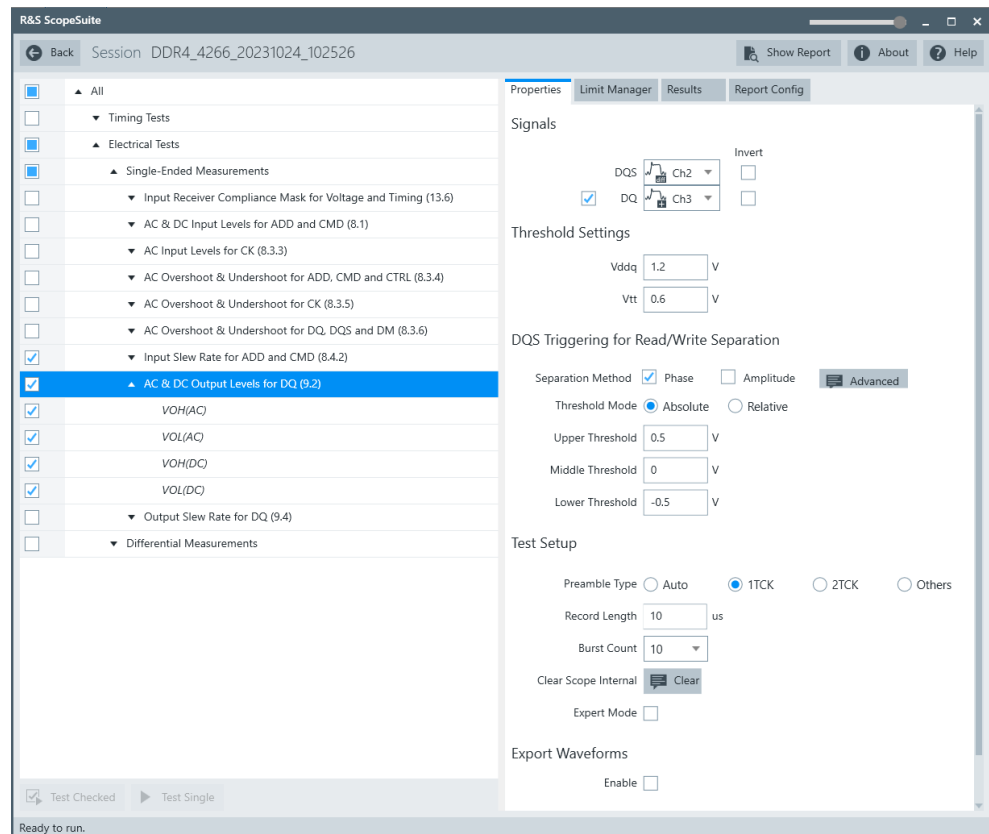 R&S ScopeSuite
Back Session DDR4_4266_20231024_102526 Show Report About Help
All
Timing Tests
Electrical Tests
Single-Ended Measurements
Input Receiver Compliance Mask for Voltage and Timing (13.6)
AC & DC Input Levels for ADD and CMD (8.1)
AC Input Levels for CK (8.3.3)
AC Overshoot & Undershoot for ADD, CMD and CTRL (8.3.4)
AC Overshoot & Undershoot for CK (8.3.5)
AC Overshoot & Undershoot for DQ, DQS and DM (8.3.6)
Input Slew Rate for ADD and CMD (8.4.2)
AC & DC Output Levels for DQ (9.2)
VOH(AC)
VOL(AC)
VOH(DC)
VOL(DC)
Output Slew Rate for DQ (9.4)
Differential Measurements
Test Checked Test Single
Properties Limit Manager Results Report Config
Signals
Invert
DQS Ch2
DQ Ch3
Threshold Settings
Vddq 1.2 V
Vtt 0.6 V
DQS Triggering for Read/Write Separation
Separation Method Phase Amplitude Advanced
Threshold Mode Absolute Relative
Upper Threshold 0.5 V
Middle Threshold 0 V
Lower Threshold -0.5 V
Test Setup
Preamble Type Auto 1TCK 2TCK Others
Record Length 10 us
Burst Count 10
Clear Scope Internal Clear
Expert Mode
Export Waveforms
Enable
Ready to run.